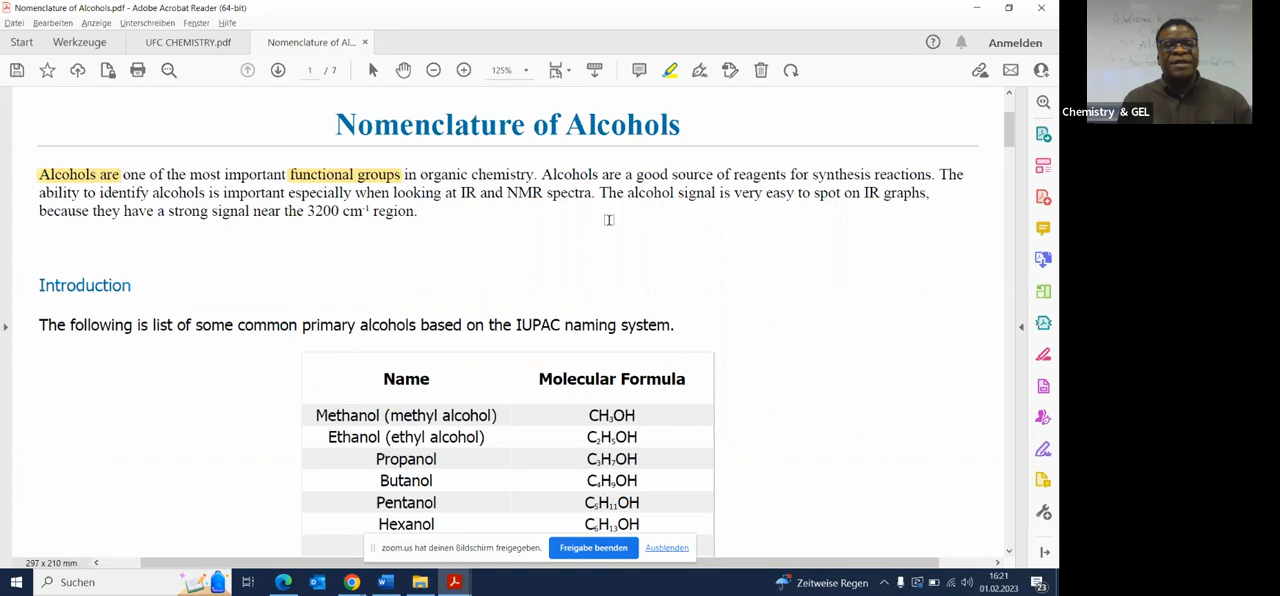 Nomenclature of Alcohols.pdf - Adobe Acrobat Reader (64-bit)
Datei Bearbeiten Anzeige Unterschreiben Fenster Hilfe
Start Werkzeuge UFC CHEMISTRY.pdf Nomenclature of Al... × Anmelden
1 / 7 125%
Nomenclature of Alcohols
Alcohols are one of the most important functional groups in organic chemistry. Alcohols are a good source of reagents for synthesis reactions. The
ability to identify alcohols is important especially when looking at IR and NMR spectra. The alcohol signal is very easy to spot on IR graphs,
because they have a strong signal near the 3200 cm⁻¹ region.
Introduction
The following is list of some common primary alcohols based on the IUPAC naming system.
Name Molecular Formula
Methanol (methyl alcohol) CH₃OH
Ethanol (ethyl alcohol) C₂H₅OH
Propanol C₃H₇OH
Butanol C₄H₉OH
Pentanol C₅H₁₁OH
Hexanol C₆H₁₃OH
zoom.us hat deinen Bildschirm freigegeben. Freigabe beenden Ausblenden
297 x 210 mm
Suchen
Zeitweise Regen
16:21
01.02.2023
23
Chemistry & GEL